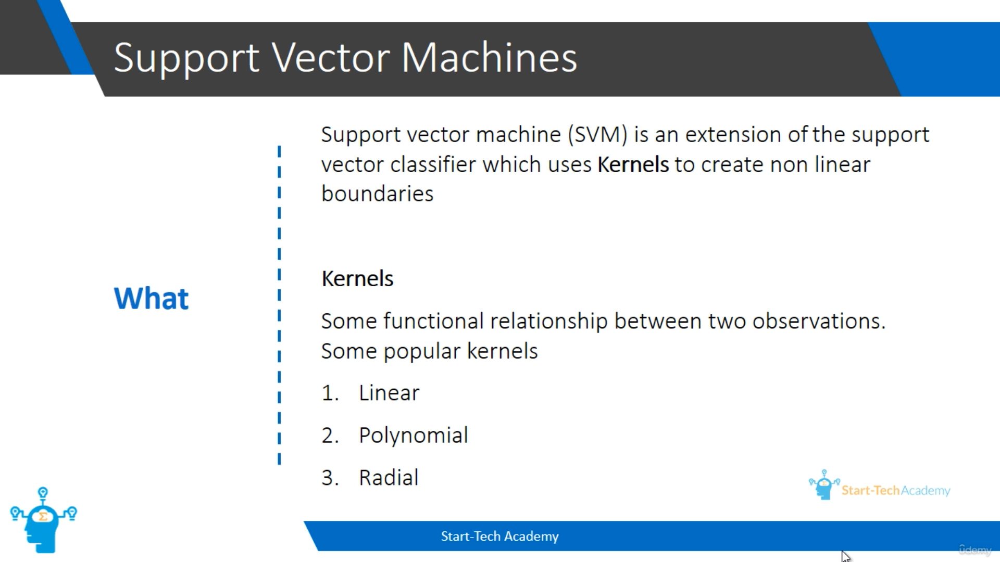 Support Vector Machines
Support vector machine (SVM) is an extension of the support
vector classifier which uses Kernels to create non linear
boundaries
What
Kernels
Some functional relationship between two observations.
Some popular kernels
1. Linear
2. Polynomial
3. Radial
Σ
Start-Tech Academy
Start-Tech Academy
ûdemy